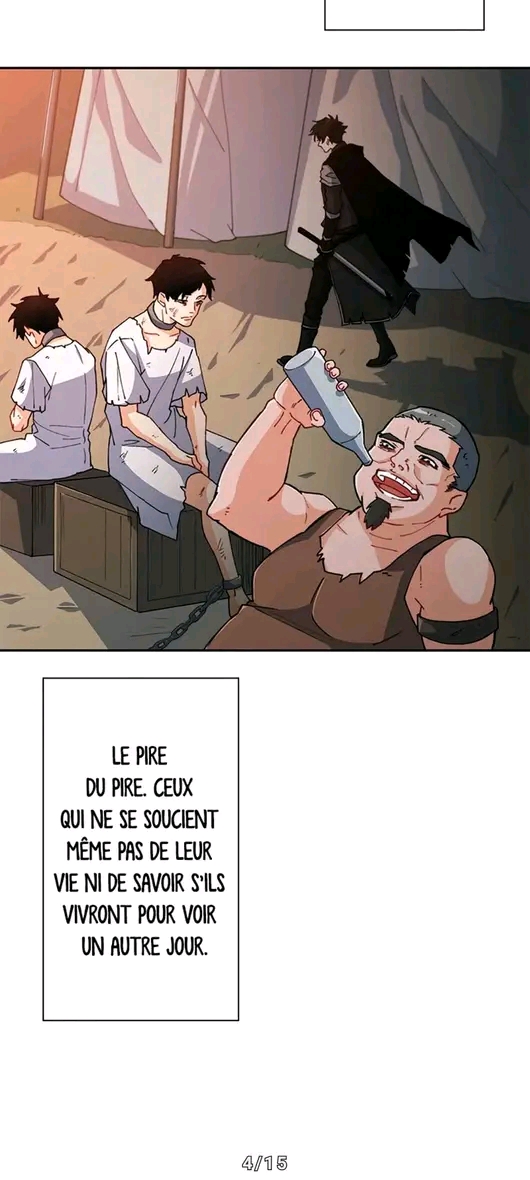 LE PIRE
DU PIRE. CEUX
QUI NE SE SOUCIENT
MÊME PAS DE LEUR
VIE NI DE SAVOIR S'ILS
VIVRONT POUR VOIR
UN AUTRE JOUR.
4/15